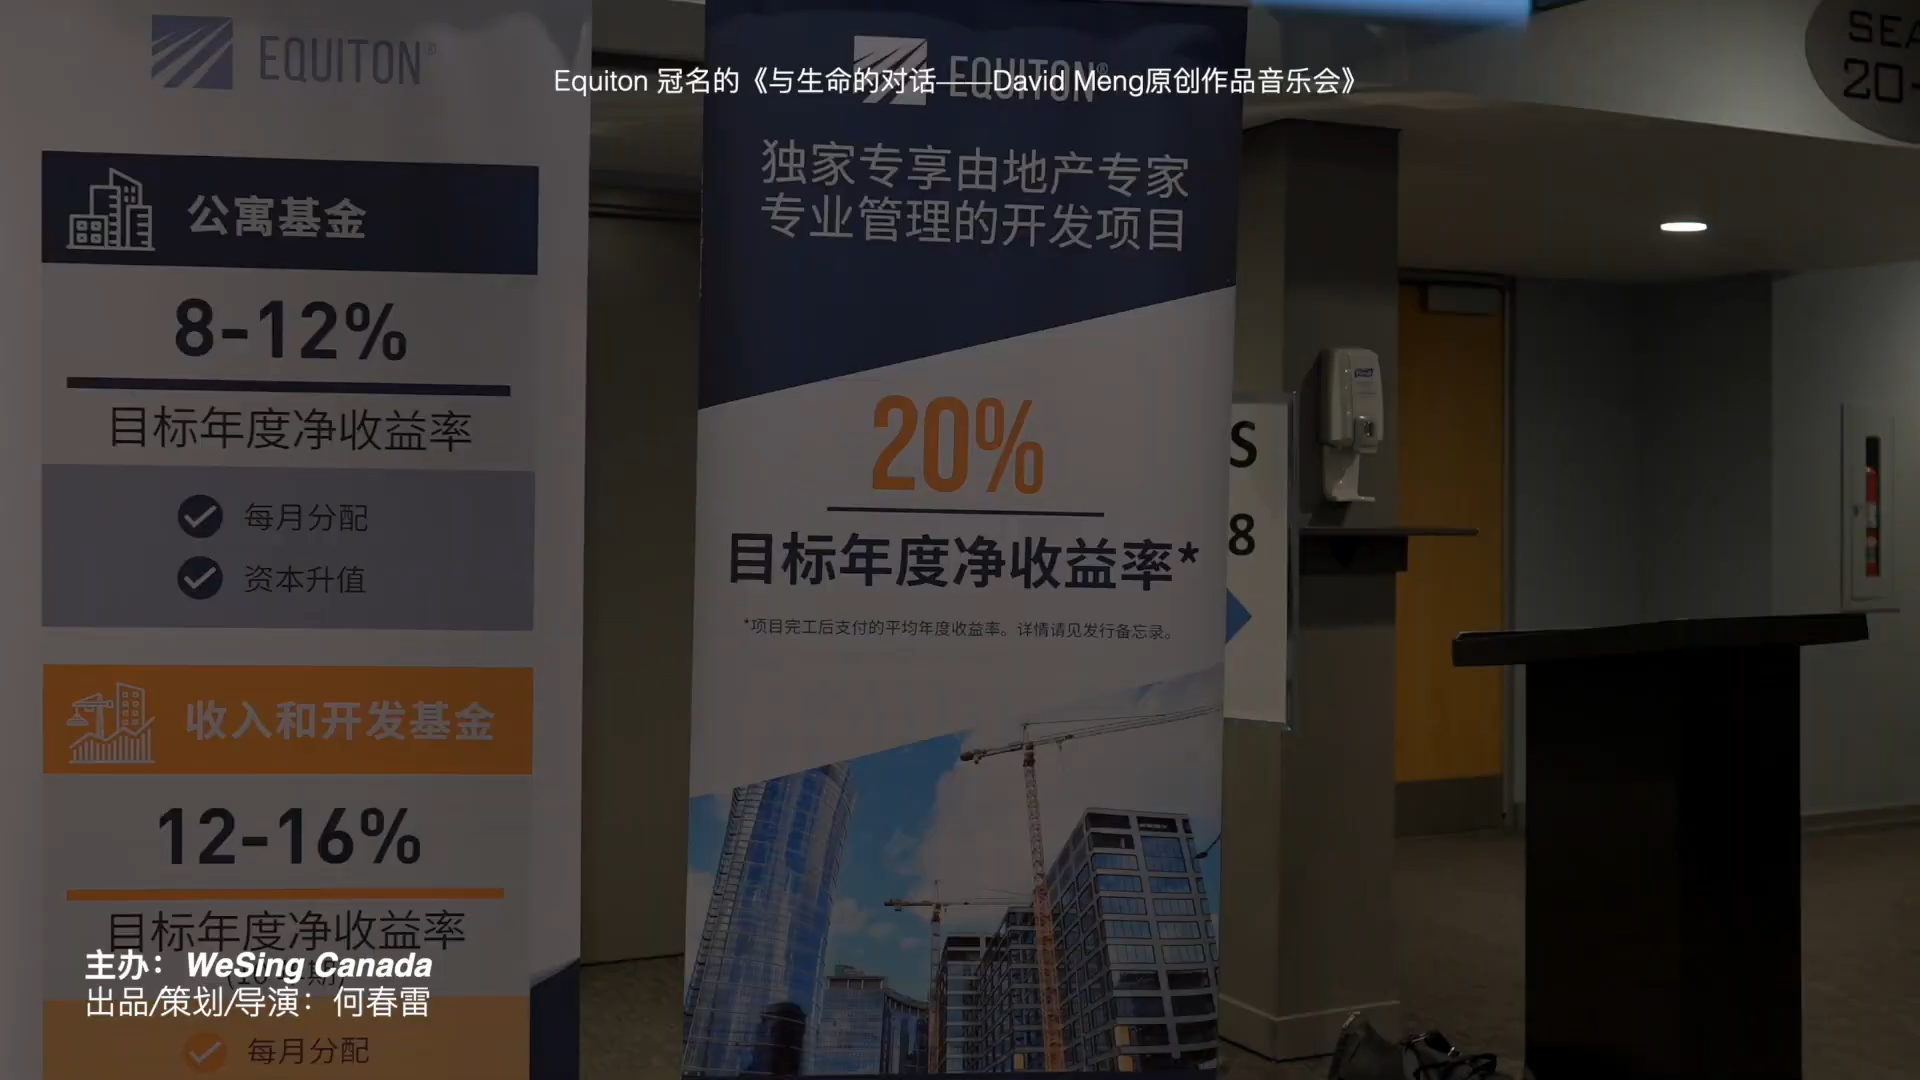 Equiton 冠名的《与生命的对话——David Meng原创作品音乐会》
EQUITON
公寓基金
8-12%
目标年度净收益率
每月分配
资本升值
收入和开发基金
12-16%
目标年度净收益率
每月分配
EQUITON
独家专享由地产专家
专业管理的开发项目
20%
目标年度净收益率*
*项目完工后支付的平均年度收益率。详情请见发行备忘录。
S
8
SEA
20-
主办：WeSing Canada
出品/策划/导演：何春雷